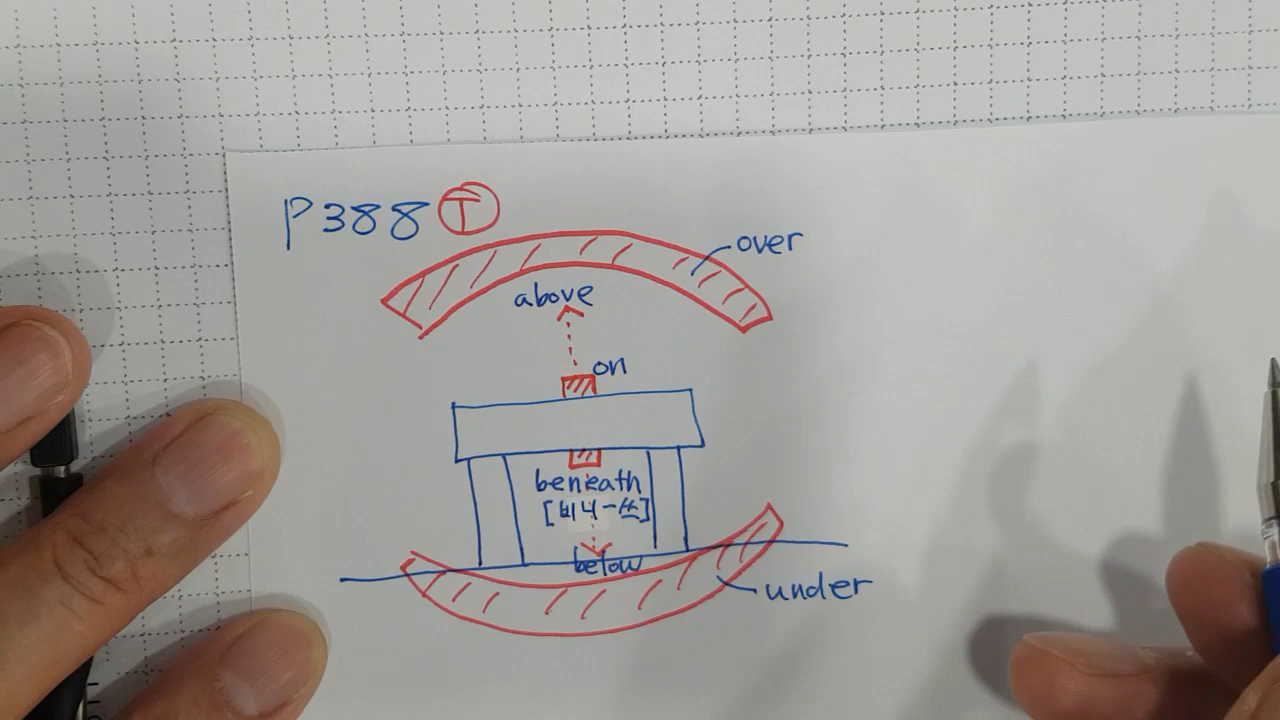 P388 T
over
above
on
beneath
[비니-쓰]
below
under